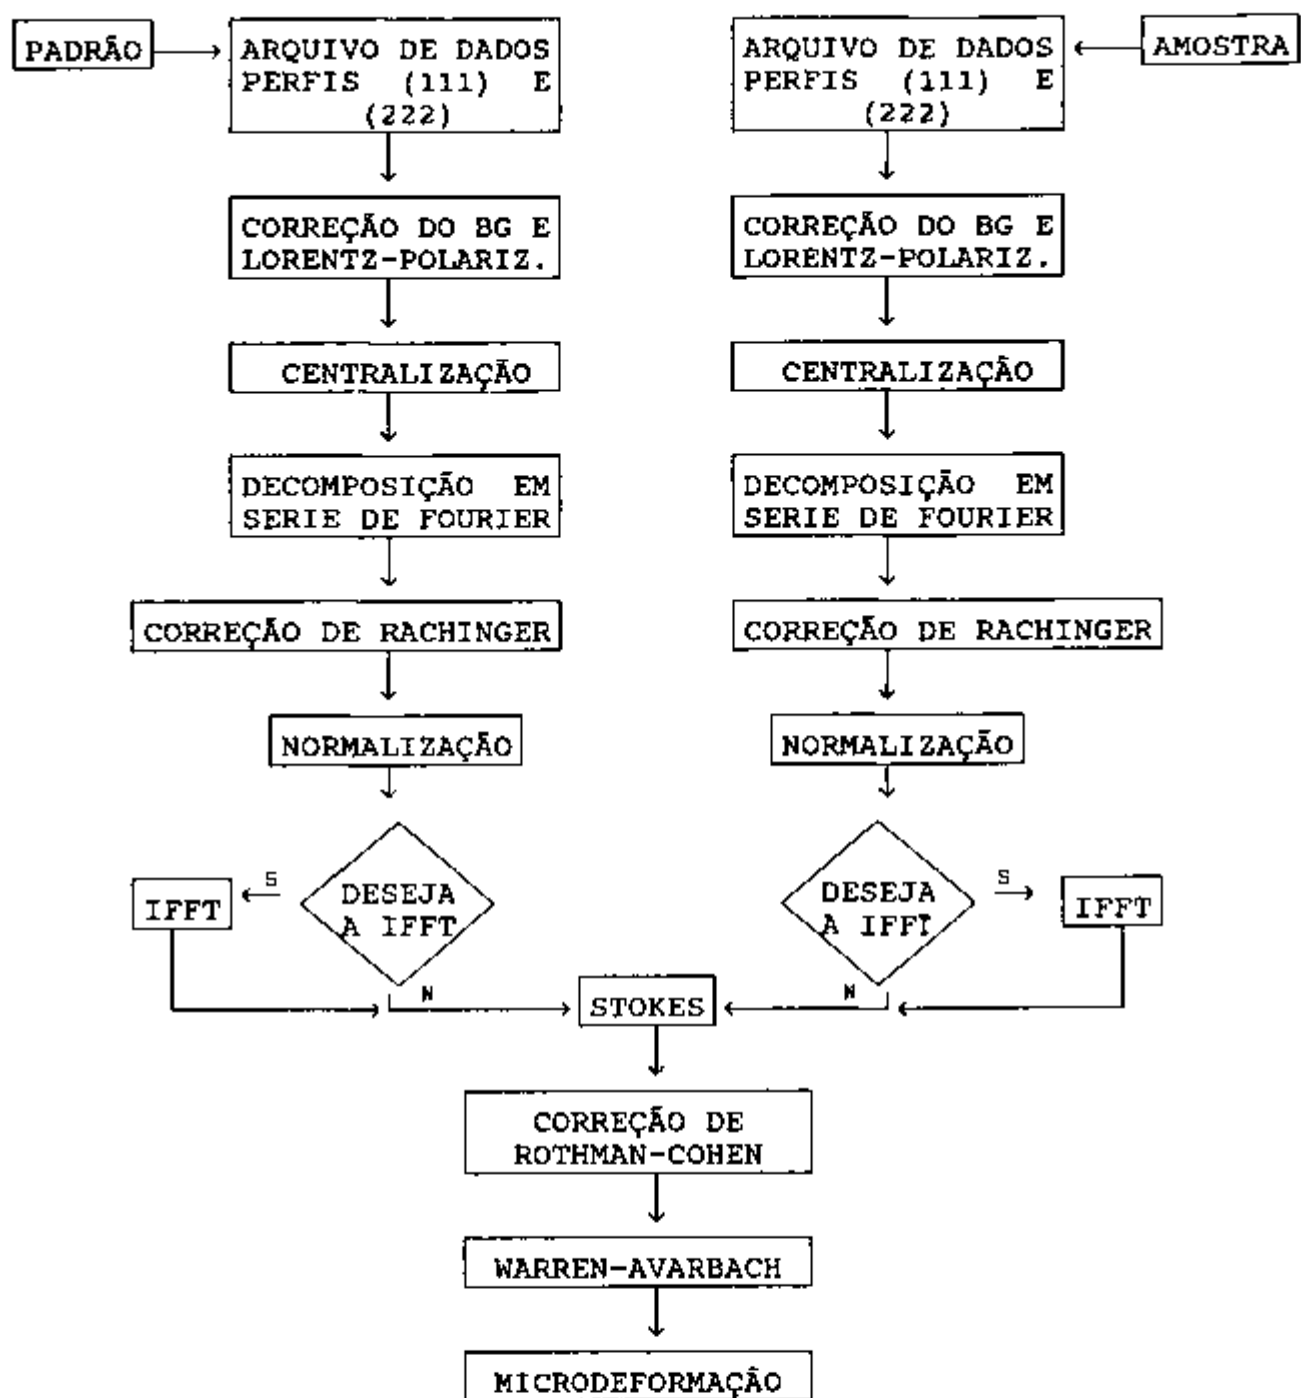 PADRÃO
ARQUIVO DE DADOS
PERFIS (111) E
(222)
CORREÇÃO DO BG E
LORENTZ-POLARIZ.
CENTRALIZAÇÃO
DECOMPOSIÇÃO EM
SERIE DE FOURIER
CORREÇÃO DE RACHINGER
NORMALIZAÇÃO
DESEJA
A IFFT
S
IFFT
N
AMOSTRA
ARQUIVO DE DADOS
PERFIS (111) E
(222)
CORREÇÃO DO BG E
LORENTZ-POLARIZ.
CENTRALIZAÇÃO
DECOMPOSIÇÃO EM
SERIE DE FOURIER
CORREÇÃO DE RACHINGER
NORMALIZAÇÃO
DESEJA
A IFFT
S
IFFT
N
STOKES
CORREÇÃO DE
ROTHMAN-COHEN
WARREN-AVARBACH
MICRODEFORMAÇÃO